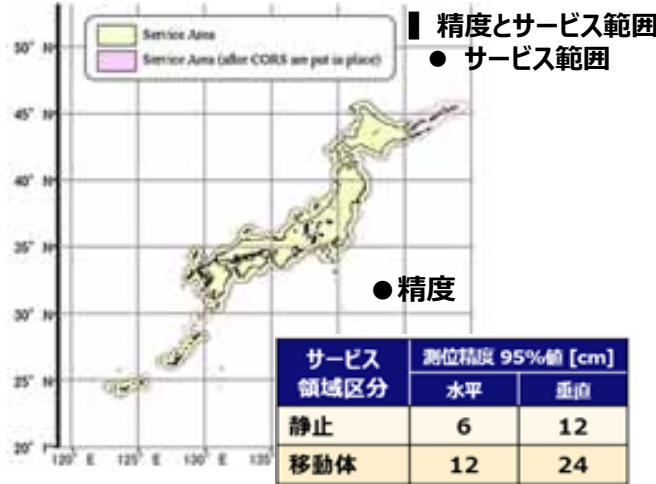 精度とサービス範囲
● サービス範囲
Service Area
Service Area (after CORS are put in place)
50° N
45° N
40° N
35° N
30° N
25° N
20° N
120° E
125° E
130° E
135°
●精度
サービス領域区分
測位精度 95%値 [cm]
水平 垂直
静止 6 12
移動体 12 24